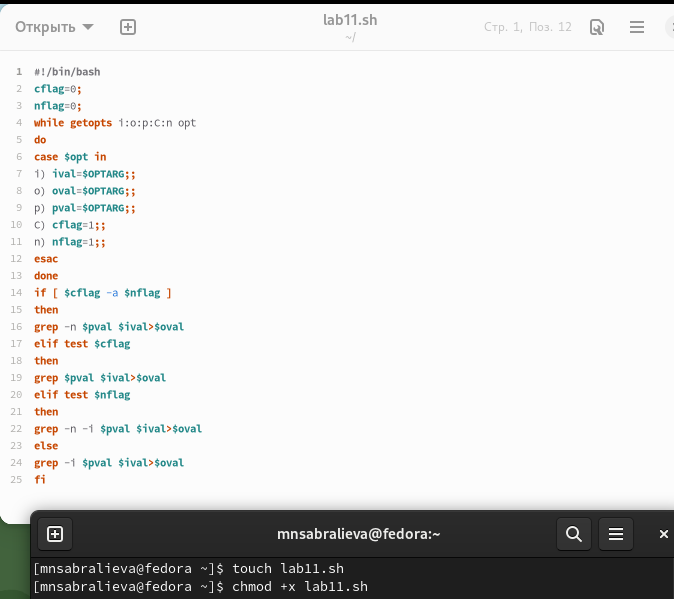 Открыть
lab11.sh
~/
Стр. 1, Поз. 12
1 #!/bin/bash
2 cflag=0;
3 nflag=0;
4 while getopts i:o:p:C:n opt
5 do
6 case $opt in
7 i) ival=$OPTARG;;
8 o) oval=$OPTARG;;
9 p) pval=$OPTARG;;
10 C) cflag=1;;
11 n) nflag=1;;
12 esac
13 done
14 if [ $cflag -a $nflag ]
15 then
16 grep -n $pval $ival>$oval
17 elif test $cflag
18 then
19 grep $pval $ival>$oval
20 elif test $nflag
21 then
22 grep -n -i $pval $ival>$oval
23 else
24 grep -i $pval $ival>$oval
25 fi
mnsabralieva@fedora:~
[mnsabralieva@fedora ~]$ touch lab11.sh
[mnsabralieva@fedora ~]$ chmod +x lab11.sh